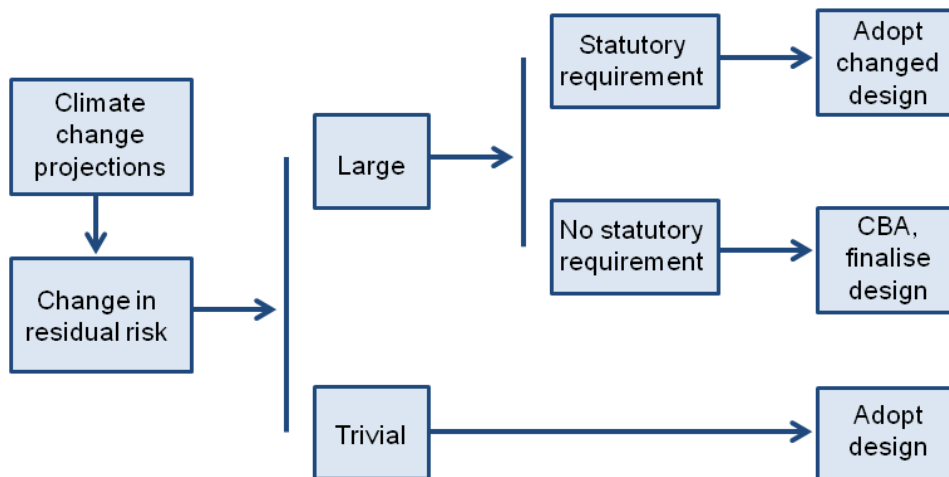 Climate
change
projections
Change in
residual risk
Large
Trivial
Statutory
requirement
No statutory
requirement
Adopt
changed
design
CBA,
finalise
design
Adopt
design